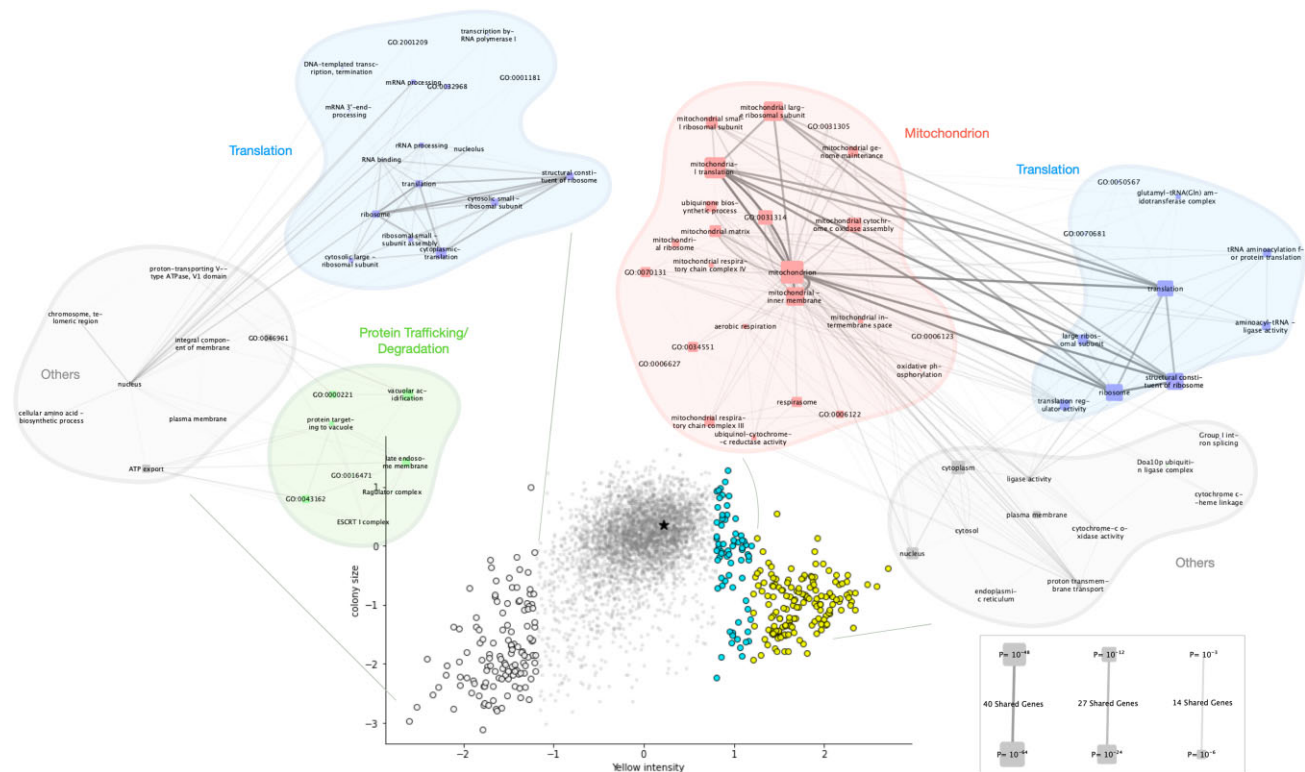 transcription by-
RNA polymerase I
GO:2001209
DNA-templated transc-
ription, termination
mRNA processing
GO:0032968
GO:0001181
mRNA 3'-end-
processing
Translation
rRNA processing
nucleolus
RNA binding
translation
structural consti-
tuent of ribosome
cytosolic small -
ribosomal subunit
ribosome
ribosomal small -
subunit assembly
cytoplasmic-
translation
cytosolic large -
ribosomal subunit
proton-transporting V--
type ATPase, V1 domain
chromosome, te-
lomeric region
integral compon-
ent of membrane
GO:0046961
Others
nucleus
cellular amino acid -
biosynthetic process
plasma membrane
ATP export
Protein Trafficking/
Degradation
GO:0000221
vacuolar ac-
idification
protein target-
ing to vacuole
late endoso-
me membrane
GO:0016471
Ragulator complex
GO:0043162
ESCRT I complex
Mitochondrion
mitochondrial larg-
e ribosomal subunit
mitochondrial smal-
l ribosomal subunit
GO:0031305
mitochondrial ge-
nome maintenance
mitochondria-
l translation
ubiquinone bios-
ynthetic process
GO:0031314
mitochondrial cytochr-
ome c oxidase assembly
mitochondrial matrix
mitochondri-
al ribosome
mitochondrial respira-
tory chain complex IV
GO:0070131
mitochondrion
mitochondrial -
inner membrane
aerobic respiration
mitochondrial in-
termembrane space
GO:0006123
GO:0034551
GO:0006627
oxidative ph-
osphorylation
respirasome
GO:0006122
mitochondrial respira-
tory chain complex III
ubiquinol-cytochrome-
-c reductase activity
Translation
GO:0050567
glutamyl-tRNA(Gln) am-
idotransferase complex
GO:0070681
tRNA aminoacylation f-
or protein translation
translation
aminoacyl-tRNA -
ligase activity
large ribos-
omal subunit
structural consti-
tuent of ribosome
ribosome
translation reg-
ulator activity
Group I intr-
on splicing
cytoplasm
Doa10p ubiquiti-
n ligase complex
ligase activity
cytochrome c-
-heme linkage
plasma membrane
cytosol
cytochrome-c o-
xidase activity
nucleus
Others
proton transmem-
brane transport
endoplasmi-
c reticulum
colony size
1
0
−1
−2
−3
−2
−1
0
1
2
Yellow intensity
P= 10⁻⁴⁸
P= 10⁻¹²
P= 10⁻³
40 Shared Genes
27 Shared Genes
14 Shared Genes
P= 10⁻⁶⁴
P= 10⁻²⁴
P= 10⁻⁶